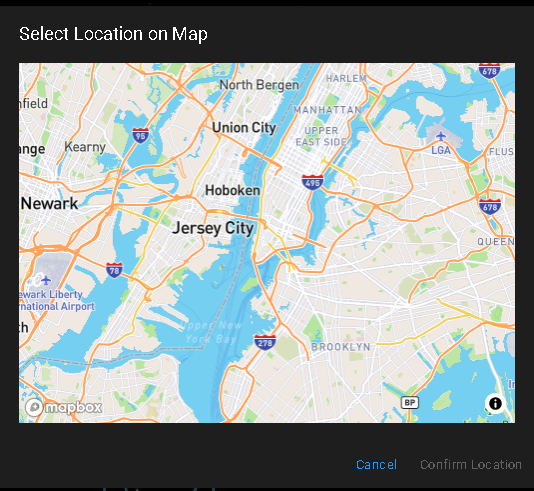 Select Location on Map
North Bergen
HARLEM
678
MANHATTAN
nfield
95
Union City
UPPER
EAST SIDE
ange
Kearny
LGA
FLUS
495
Hoboken
Newark
678
Jersey City
QUEEN
78
ewark Liberty
rnational Airport
th
Upper New
York Bay
278
BROOKLYN
BP
mapbox
Cancel
Confirm Location